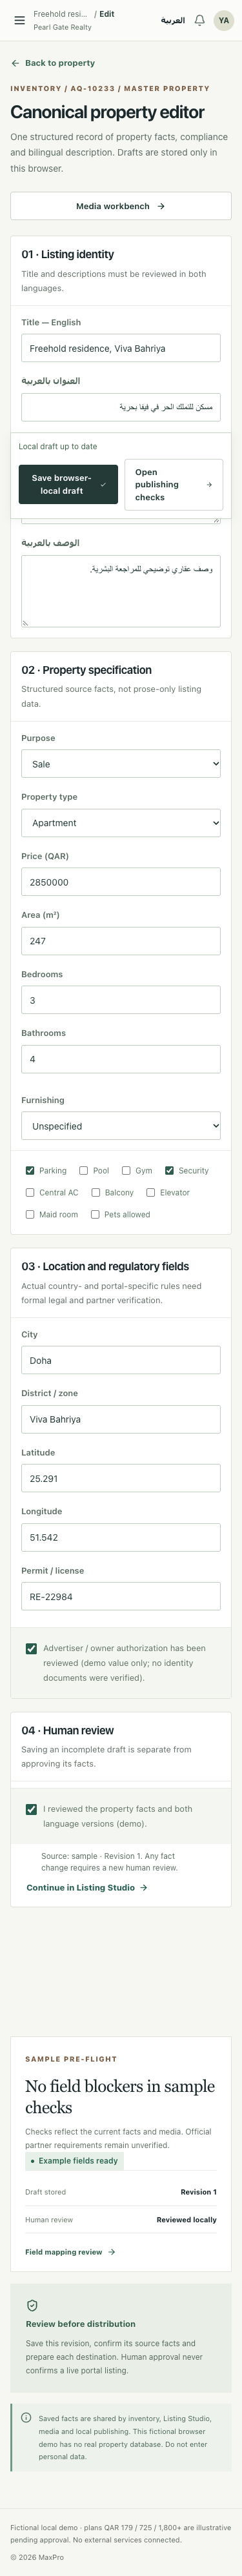 Freehold resi... / Edit
Pearl Gate Realty
العربية
YA
Back to property
INVENTORY / AQ-10233 / MASTER PROPERTY
Canonical property editor
One structured record of property facts, compliance
and bilingual description. Drafts are stored only in
this browser.
Media workbench
01 · Listing identity
Title and descriptions must be reviewed in both
languages.
Title — English
Freehold residence, Viva Bahriya
العنوان بالعربية
مسكن للتملك الحر في فيفا بحرية
Local draft up to date
Save browser-
local draft
Open
publishing
checks
الوصف بالعربية
وصف عقاري توضيحي للمراجعة البشرية.
02 · Property specification
Structured source facts, not prose-only listing
data.
Purpose
Sale
Property type
Apartment
Price (QAR)
2850000
Area (m²)
247
Bedrooms
3
Bathrooms
4
Furnishing
Unspecified
Parking Pool Gym Security
Central AC Balcony Elevator
Maid room Pets allowed
03 · Location and regulatory fields
Actual country- and portal-specific rules need
formal legal and partner verification.
City
Doha
District / zone
Viva Bahriya
Latitude
25.291
Longitude
51.542
Permit / license
RE-22984
Advertiser / owner authorization has been
reviewed (demo value only; no identity
documents were verified).
04 · Human review
Saving an incomplete draft is separate from
approving its facts.
I reviewed the property facts and both
language versions (demo).
Source: sample · Revision 1. Any fact
change requires a new human review.
Continue in Listing Studio
SAMPLE PRE-FLIGHT
No field blockers in sample
checks
Checks reflect the current facts and media. Official
partner requirements remain unverified.
Example fields ready
Draft stored Revision 1
Human review Reviewed locally
Field mapping review
Review before distribution
Save this revision, confirm its source facts and
prepare each destination. Human approval never
confirms a live portal listing.
Saved facts are shared by inventory, Listing Studio,
media and local publishing. This fictional browser
demo has no real property database. Do not enter
personal data.
Fictional local demo · plans QAR 179 / 725 / 1,800+ are illustrative
pending approval. No external services connected.
© 2026 MaxPro